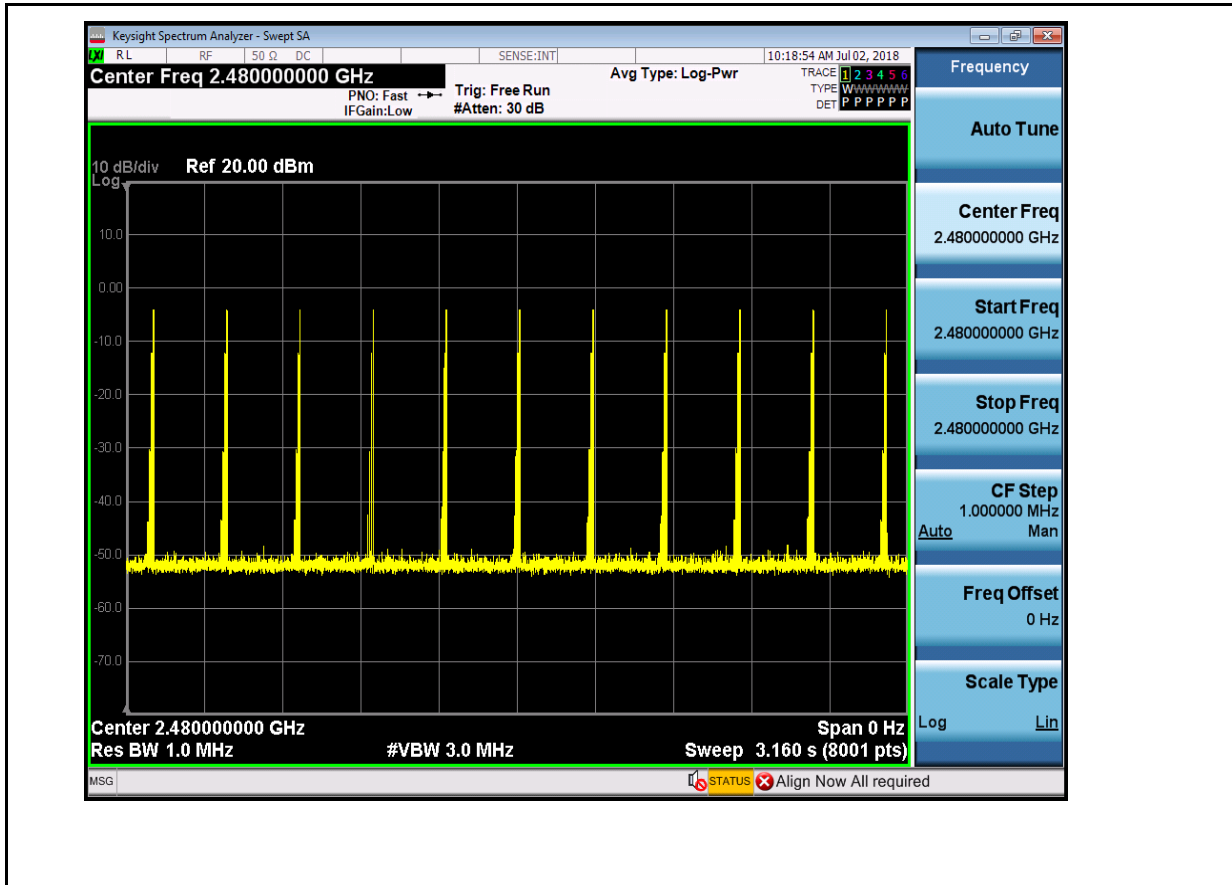 Keysight Spectrum Analyzer - Swept SA
LXI RL RF 50 Ω DC SENSE:INT 10:18:54 AM Jul 02, 2018
Center Freq 2.480000000 GHz
PNO: Fast
IFGain:Low
Trig: Free Run
#Atten: 30 dB
Avg Type: Log-Pwr
TRACE 1 2 3 4 5 6
TYPE WWWWWW
DET P P P P P P
10 dB/div Ref 20.00 dBm
Log
10.0
0.00
-10.0
-20.0
-30.0
-40.0
-50.0
-60.0
-70.0
Center 2.480000000 GHz Span 0 Hz
Res BW 1.0 MHz #VBW 3.0 MHz Sweep 3.160 s (8001 pts)
MSG STATUS Align Now All required
Frequency
Auto Tune
Center Freq
2.480000000 GHz
Start Freq
2.480000000 GHz
Stop Freq
2.480000000 GHz
CF Step
1.000000 MHz
Auto Man
Freq Offset
0 Hz
Scale Type
Log Lin